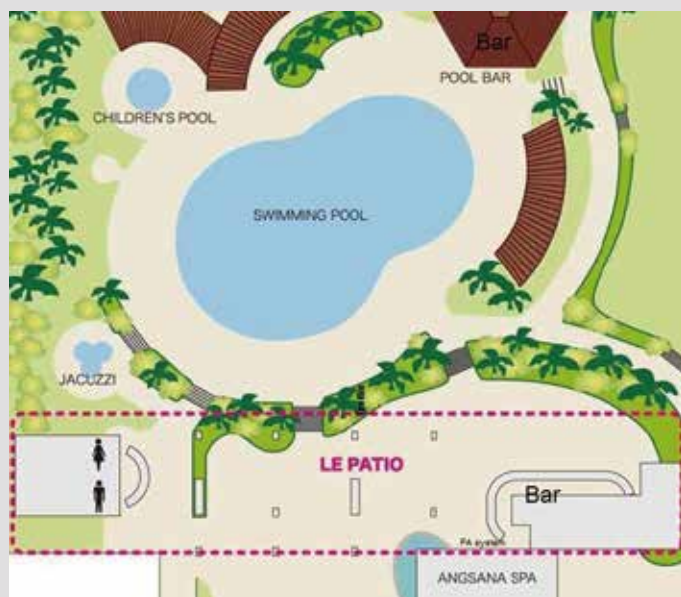 Bar
POOL BAR
CHILDREN'S POOL
SWIMMING POOL
JACUZZI
LE PATIO
Bar
PA system
ANGSANA SPA